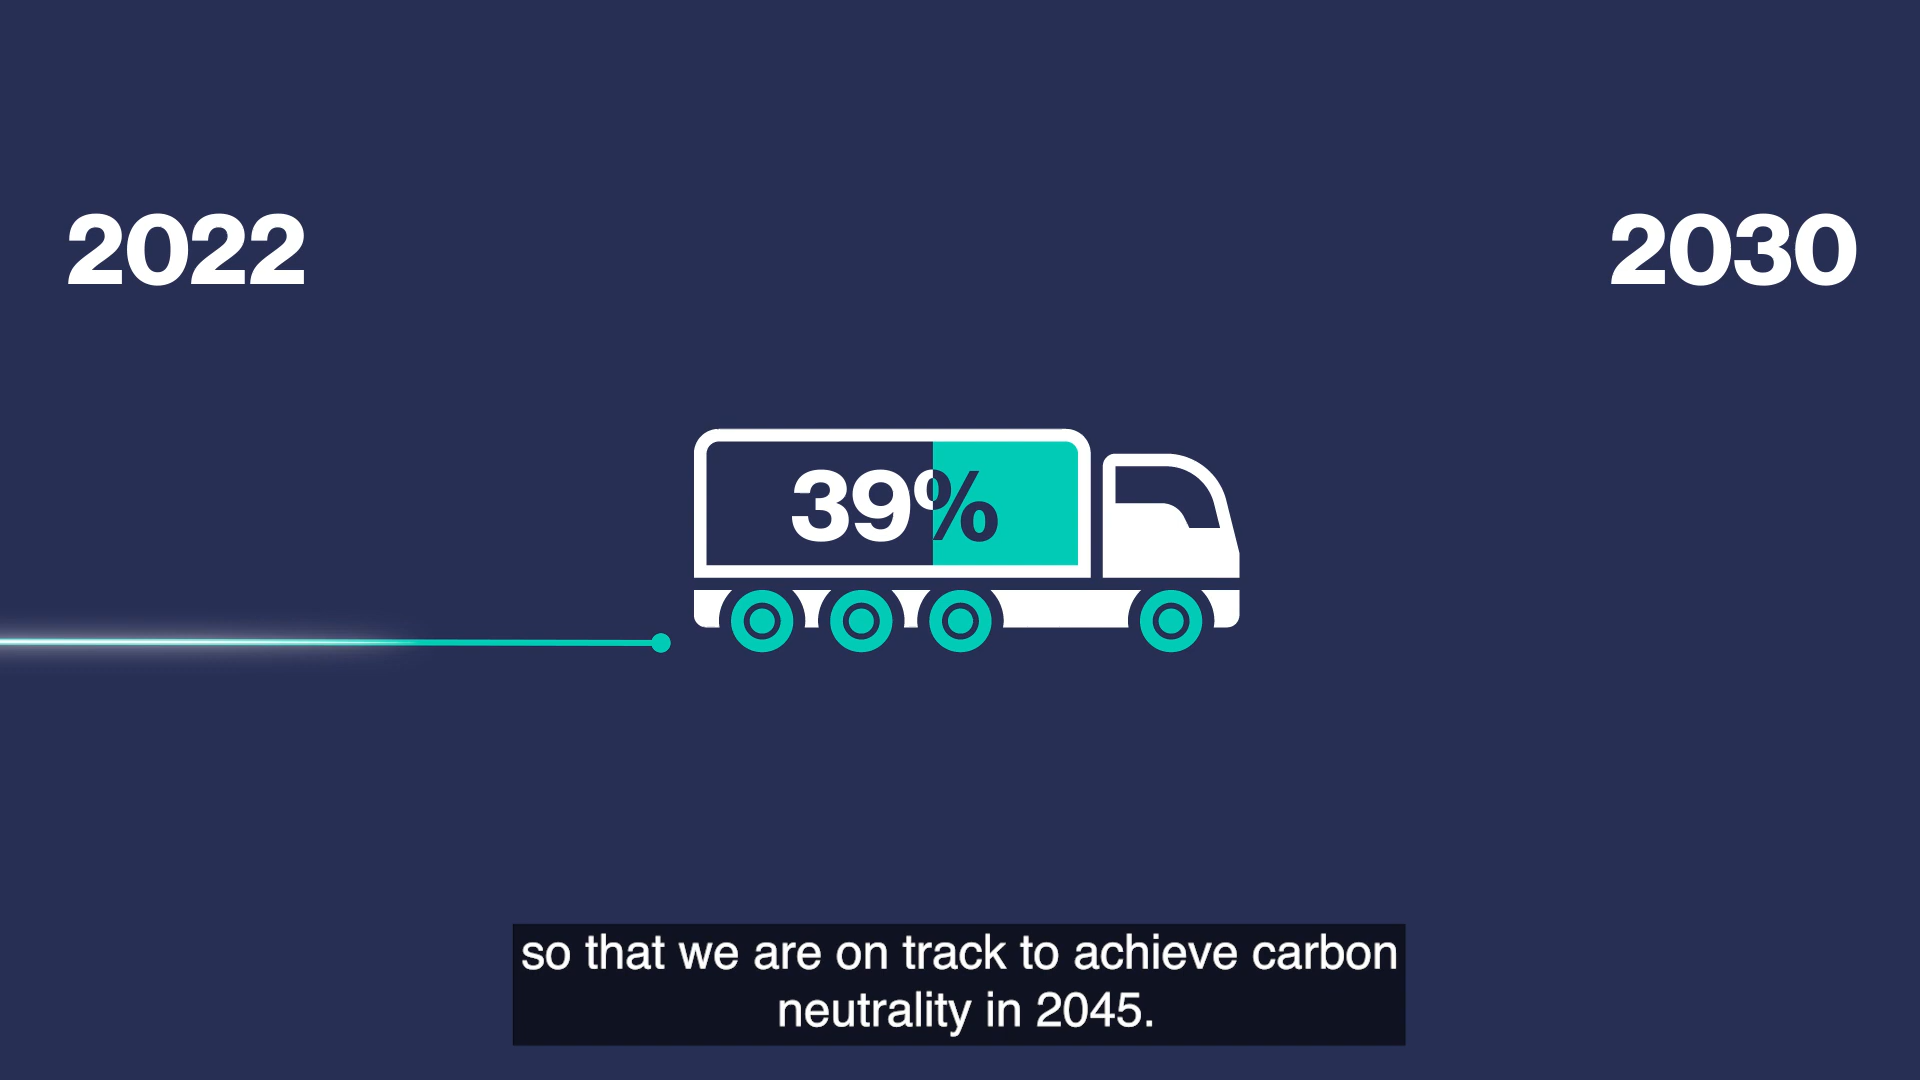 2022
2030
39%
so that we are on track to achieve carbon
neutrality in 2045.